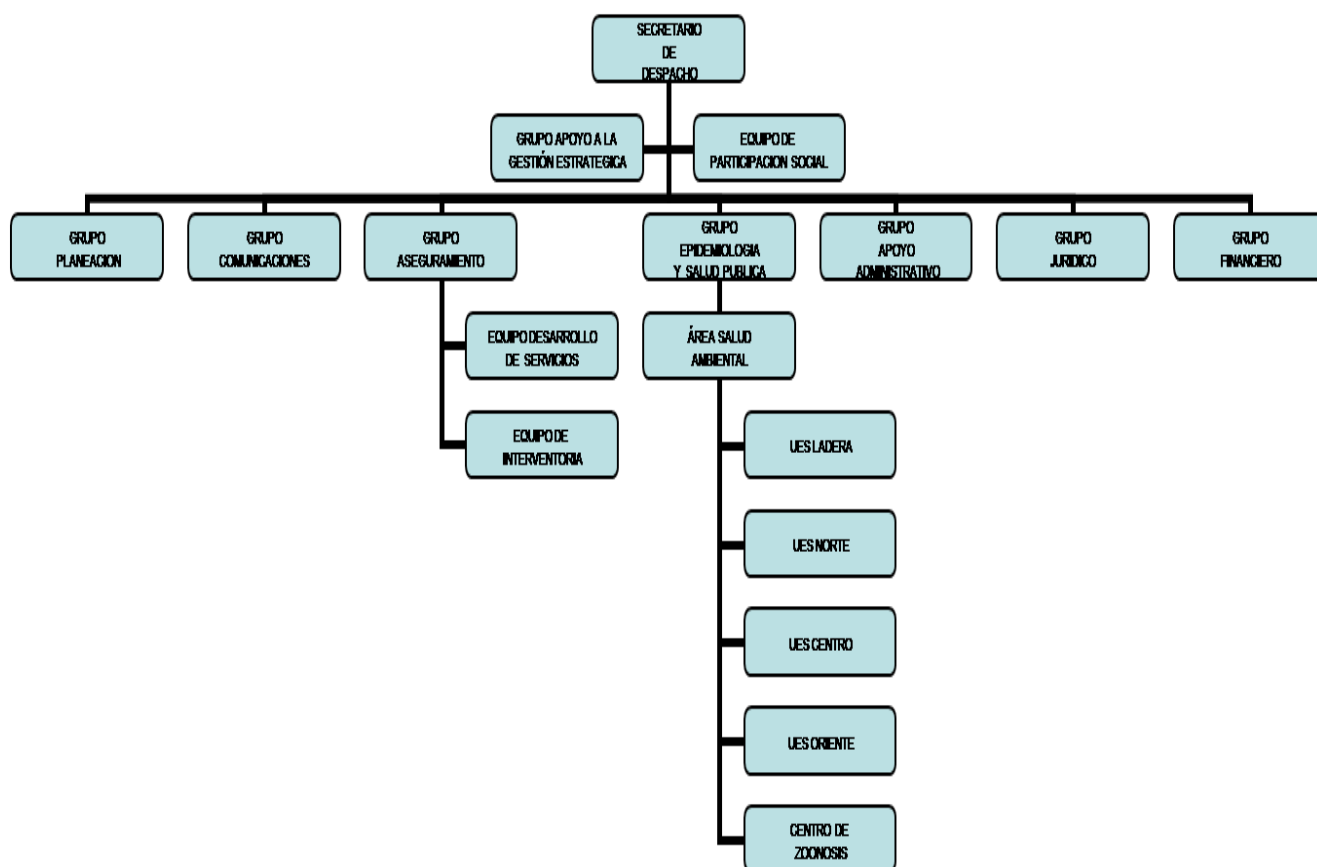 SECRETARIO
DE
DESPACHO
GRUPO APOYO A LA
GESTIÓN ESTRATEGICA
EQUIPO DE
PARTICIPACION SOCIAL
GRUPO
PLANEACION
GRUPO
COMUNICACIONES
GRUPO
ASEGURAMIENTO
GRUPO
EPIDEMIOLOGIA
Y SALUD PUBLICA
GRUPO
APOYO
ADMINISTRATIVO
GRUPO
JURIDICO
GRUPO
FINANCIERO
EQUIPO DESARROLLO
DE SERVICIOS
ÁREA SALUD
AMBIENTAL
EQUIPO DE
INTERVENTORIA
UES LADERA
UES NORTE
UES CENTRO
UES ORIENTE
CENTRO DE
ZOONOSIS